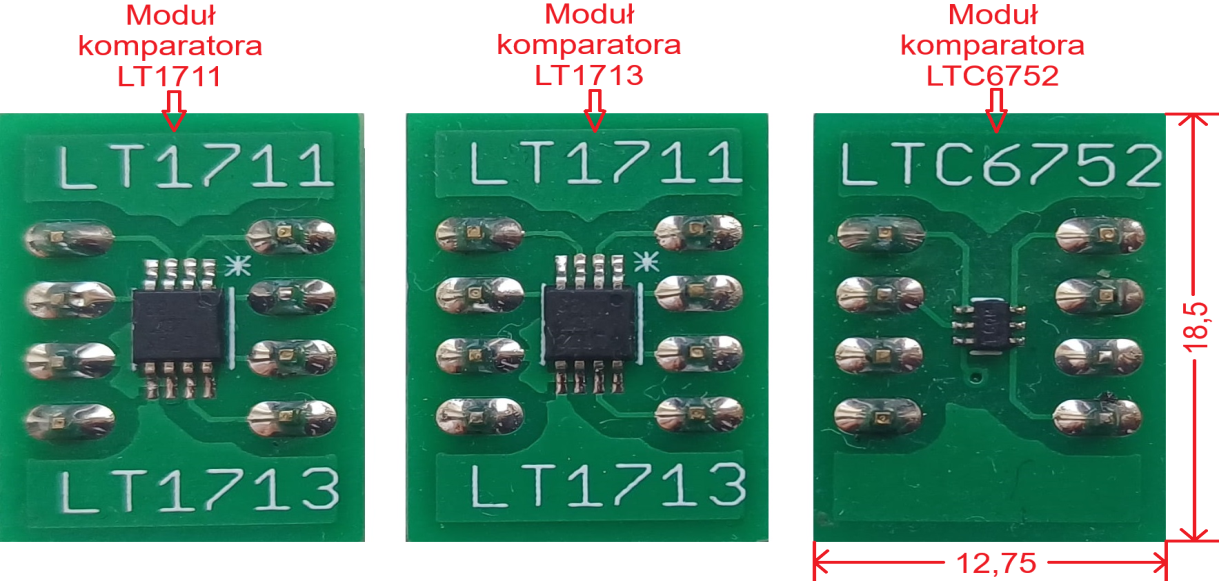 Moduł
komparatora
LT1711
Moduł
komparatora
LT1713
Moduł
komparatora
LTC6752
LT1711
LT1713
LT1711
LT1713
LTC6752
18,5
12,75